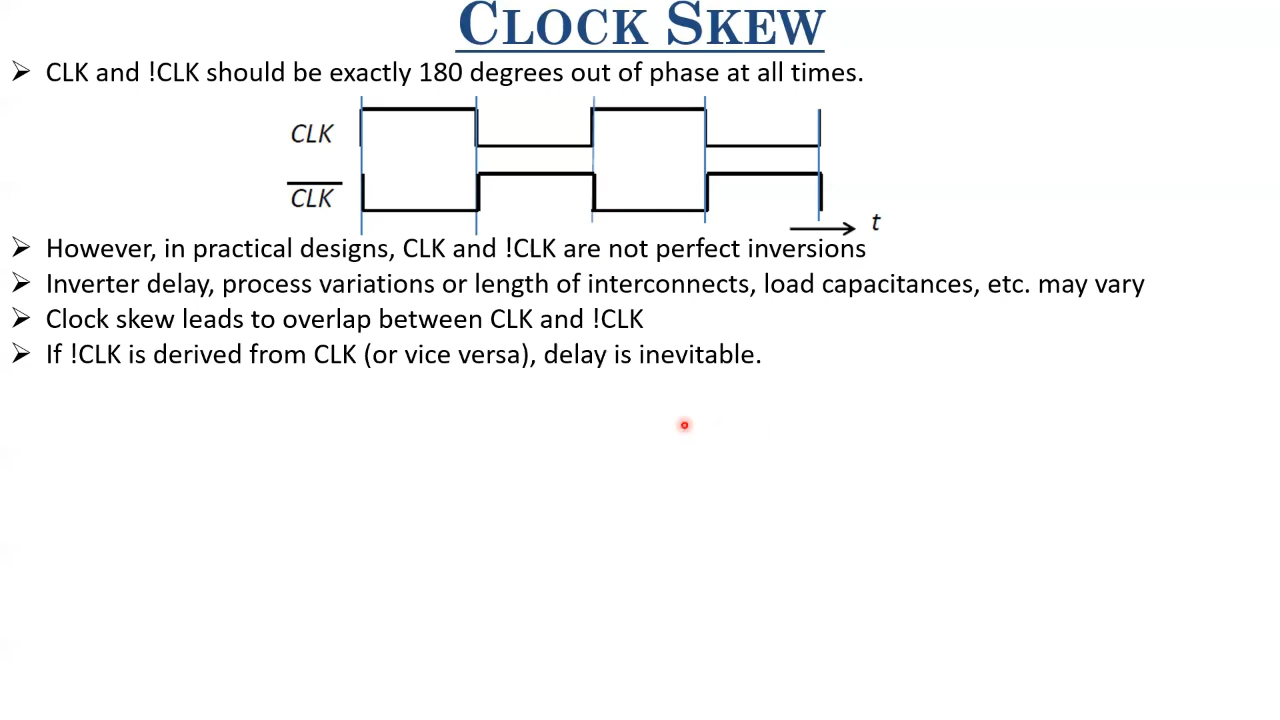 CLOCK SKEW
➢ CLK and !CLK should be exactly 180 degrees out of phase at all times.
CLK
C̅L̅K̅
t
➢ However, in practical designs, CLK and !CLK are not perfect inversions
➢ Inverter delay, process variations or length of interconnects, load capacitances, etc. may vary
➢ Clock skew leads to overlap between CLK and !CLK
➢ If !CLK is derived from CLK (or vice versa), delay is inevitable.